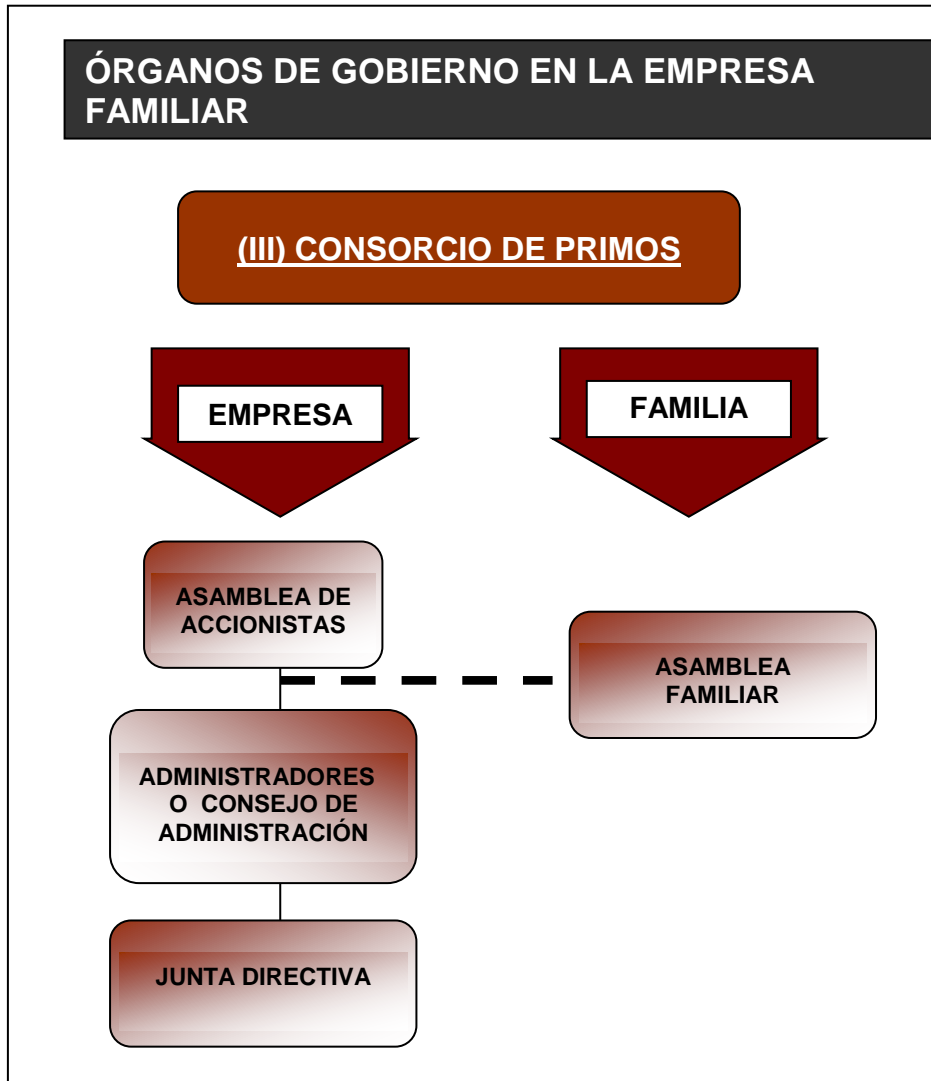 ÓRGANOS DE GOBIERNO EN LA EMPRESA
FAMILIAR
(III) CONSORCIO DE PRIMOS
EMPRESA
FAMILIA
ASAMBLEA DE
ACCIONISTAS
ASAMBLEA
FAMILIAR
ADMINISTRADORES
O CONSEJO DE
ADMINISTRACIÓN
JUNTA DIRECTIVA